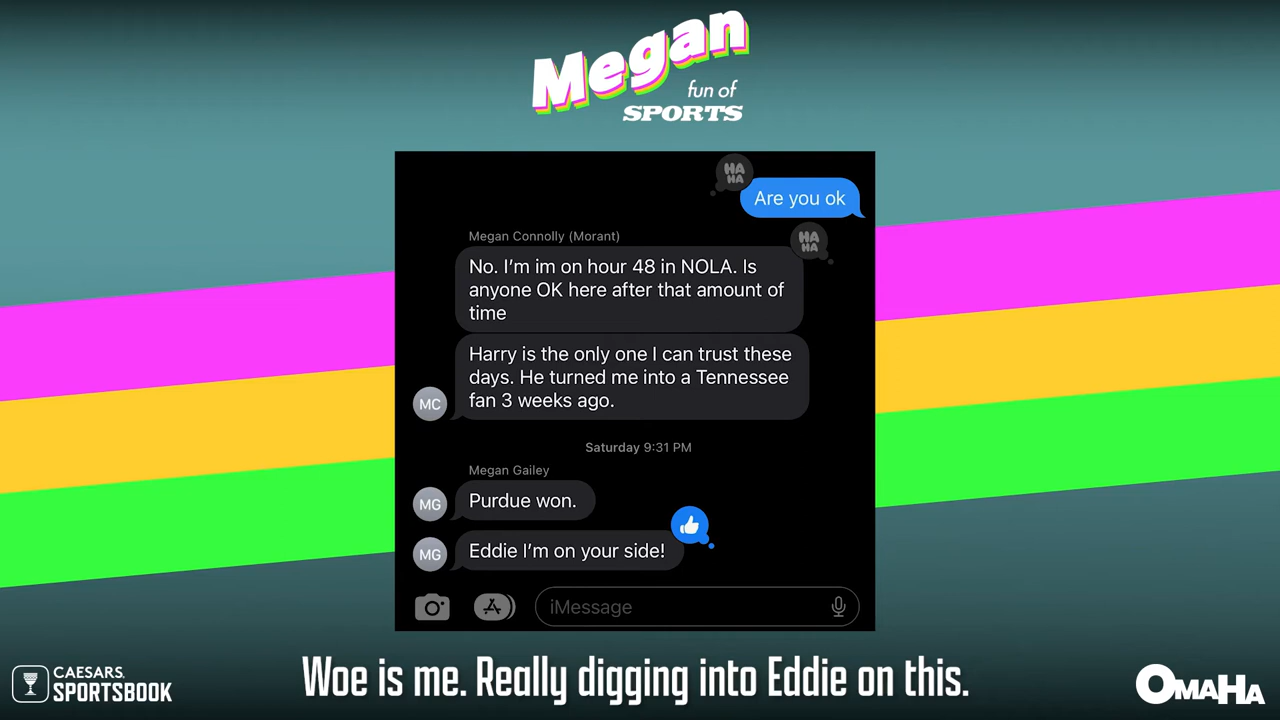 Megan
fun of
SPORTS
HA
HA
Are you ok
Megan Connolly (Morant)
HA
HA
No. I'm im on hour 48 in NOLA. Is
anyone OK here after that amount of
time
Harry is the only one I can trust these
days. He turned me into a Tennessee
fan 3 weeks ago.
MC
Saturday 9:31 PM
Megan Gailey
MG
Purdue won.
MG
Eddie I'm on your side!
iMessage
CAESARS
SPORTSBOOK
Woe is me. Really digging into Eddie on this.
OMAHA